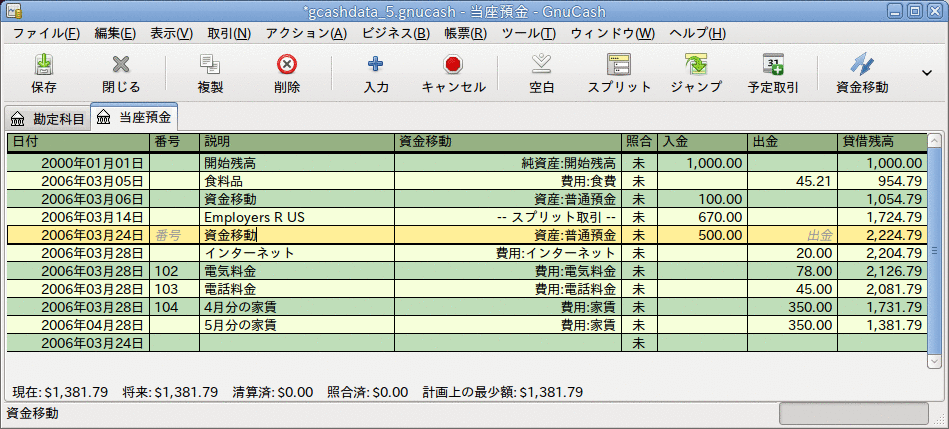 *gcashdata_5.gnucash - 当座預金 - GnuCash
ファイル(F) 編集(E) 表示(V) 取引(N) アクション(A) ビジネス(B) 帳票(R) ツール(T) ウィンドウ(W) ヘルプ(H)
保存 閉じる 複製 削除 入力 キャンセル 空白 スプリット ジャンプ 予定取引 資金移動
勘定科目 当座預金
日付 番号 説明 資金移動 照合 入金 出金 貸借残高
2000年01月01日 開始残高 純資産:開始残高 未 1,000.00 1,000.00
2006年03月05日 食料品 費用:食費 未 45.21 954.79
2006年03月06日 資金移動 資産:普通預金 未 100.00 1,054.79
2006年03月14日 Employers R US -- スプリット取引 -- 未 670.00 1,724.79
2006年03月24日 番号 資金移動 資産:普通預金 未 500.00 出金 2,224.79
2006年03月28日 インターネット 費用:インターネット 未 20.00 2,204.79
2006年03月28日 102 電気料金 費用:電気料金 未 78.00 2,126.79
2006年03月28日 103 電話料金 費用:電話料金 未 45.00 2,081.79
2006年03月28日 104 4月分の家賃 費用:家賃 未 350.00 1,731.79
2006年04月28日 5月分の家賃 費用:家賃 未 350.00 1,381.79
2006年03月24日 未
現在: $1,381.79 将来: $1,381.79 清算済: $0.00 照合済: $0.00 計画上の最少額: $1,381.79
資金移動